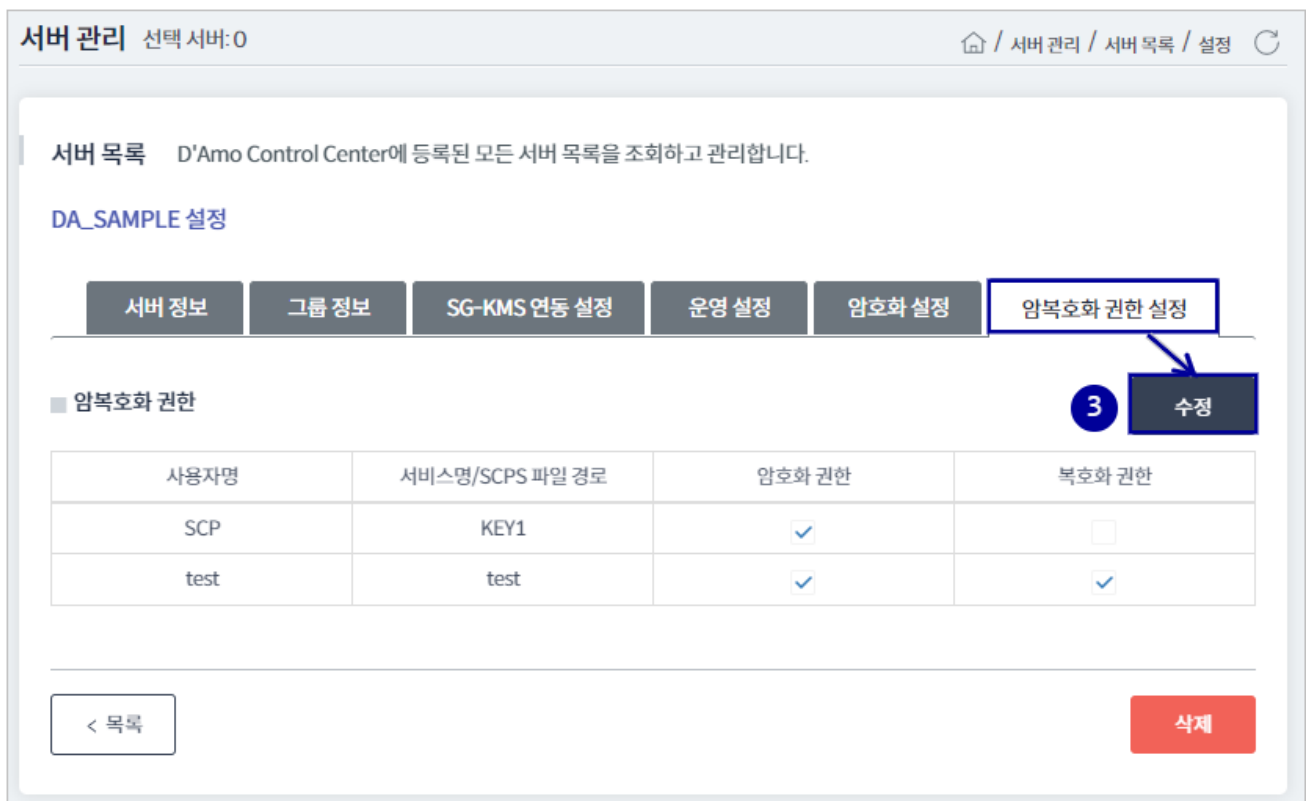 서버 관리 선택 서버: 0
/ 서버 관리 / 서버 목록 / 설정
서버 목록 D'Amo Control Center에 등록된 모든 서버 목록을 조회하고 관리합니다.
DA_SAMPLE 설정
서버 정보 그룹 정보 SG-KMS 연동 설정 운영 설정 암호화 설정 암복호화 권한 설정
암복호화 권한
3 수정
사용자명 서비스명/SCPS 파일 경로 암호화 권한 복호화 권한
SCP KEY1
test test
< 목록 삭제